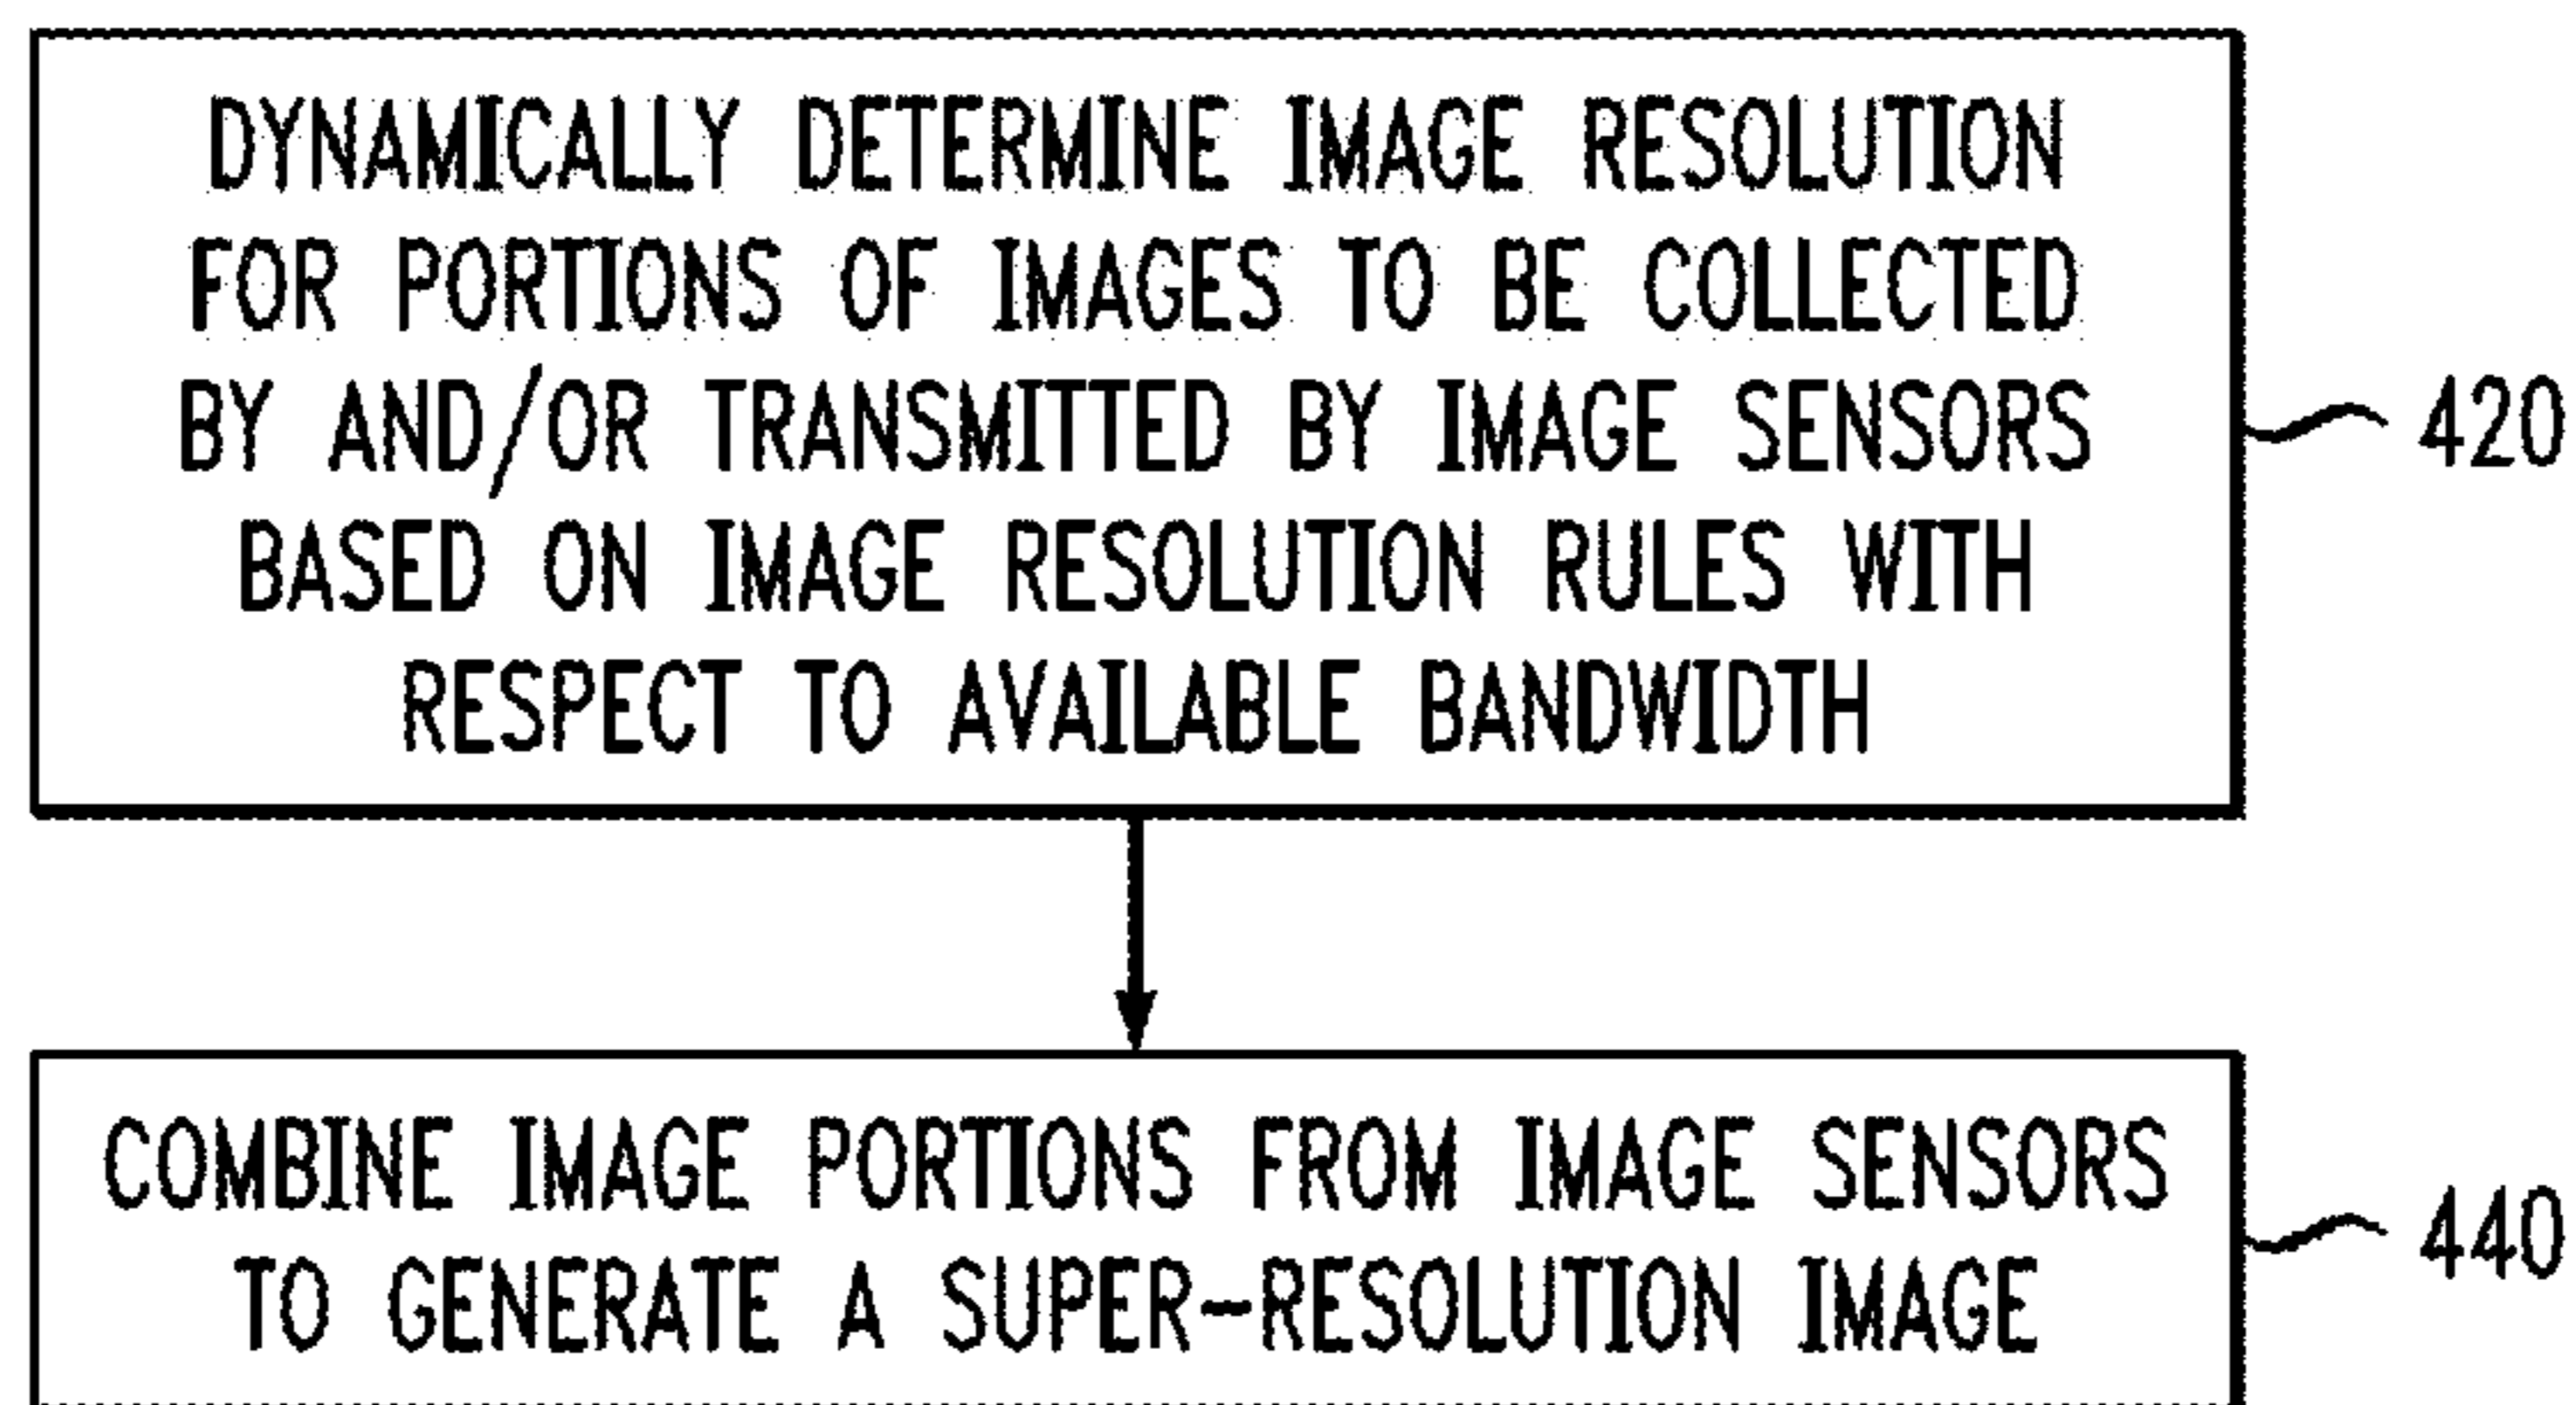 DYNAMICALLY DETERMINE IMAGE RESOLUTION
FOR PORTIONS OF IMAGES TO BE COLLECTED
BY AND/OR TRANSMITTED BY IMAGE SENSORS
BASED ON IMAGE RESOLUTION RULES WITH
RESPECT TO AVAILABLE BANDWIDTH
420
COMBINE IMAGE PORTIONS FROM IMAGE SENSORS
TO GENERATE A SUPER-RESOLUTION IMAGE
440